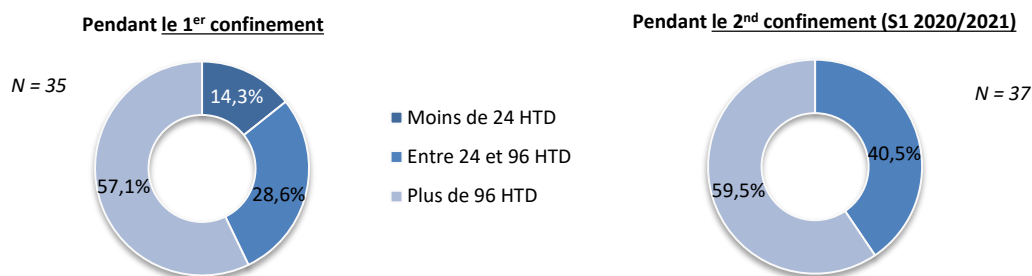 Pendant le 1er confinement
N = 35
14,3%
28,6%
57,1%
Moins de 24 HTD
Entre 24 et 96 HTD
Plus de 96 HTD
Pendant le 2nd confinement (S1 2020/2021)
N = 37
40,5%
59,5%